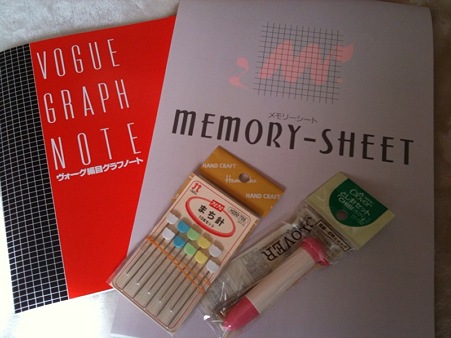 VOGUE
GRAPH
NOTE
ヴォーグ編目グラフノート
メモリーシート
MEMORY-SHEET
HAND CRAFT
HAND CRAFT
まち針
CLOVER